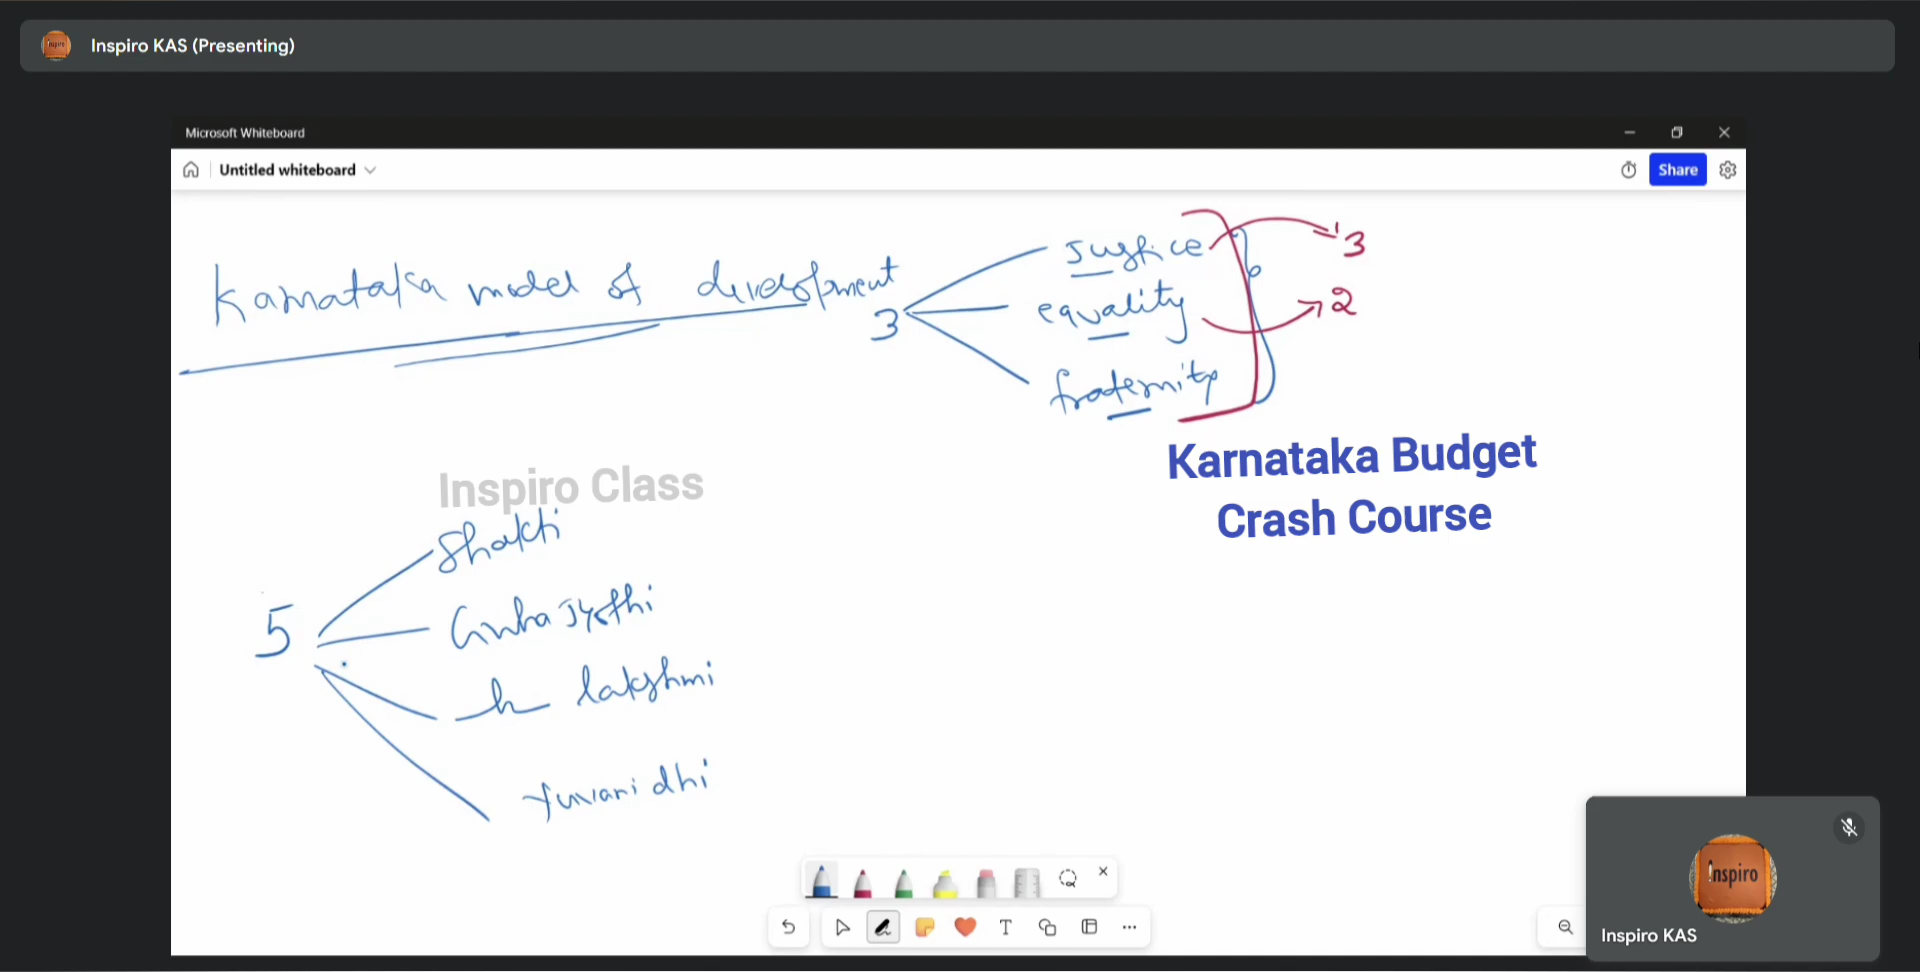 Inspiro KAS (Presenting)
Microsoft Whiteboard
Untitled whiteboard
Share
Karnataka model of development
3
Justice
3
equality
2
fraternity
Karnataka Budget
Crash Course
Inspiro Class
5
Shakti
Gruha Jyothi
h lakshmi
Yuvanidhi
T
Inspiro
Inspiro KAS